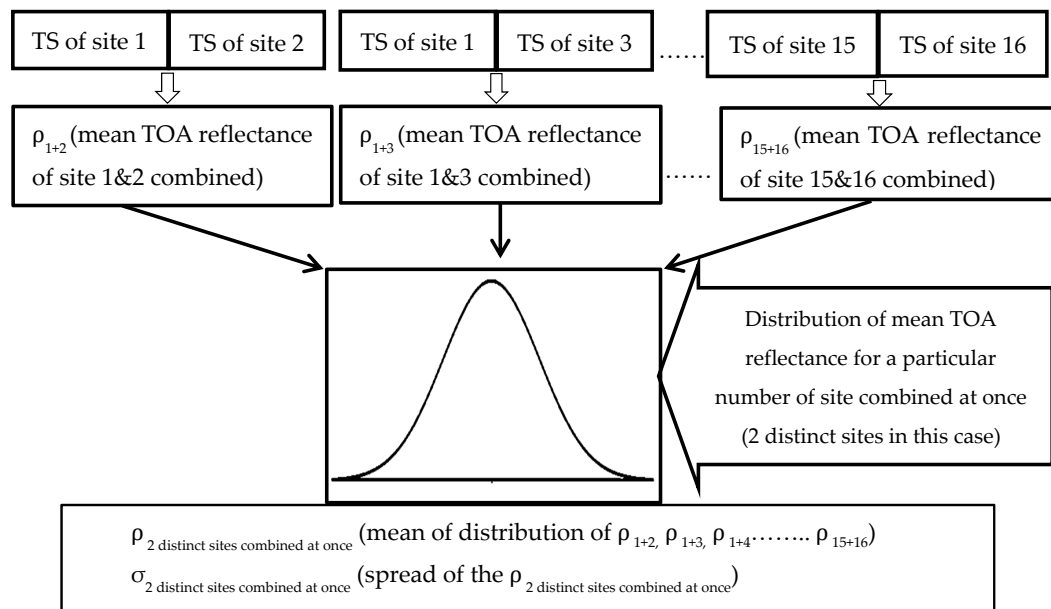 TS of site 1 TS of site 2 TS of site 1 TS of site 3 …… TS of site 15 TS of site 16
ρ1+2 (mean TOA reflectance
of site 1&2 combined)
ρ1+3 (mean TOA reflectance
of site 1&3 combined)
……
ρ15+16 (mean TOA reflectance
of site 15&16 combined)
Distribution of mean TOA
reflectance for a particular
number of site combined at once
(2 distinct sites in this case)
ρ2 distinct sites combined at once (mean of distribution of ρ1+2, ρ1+3, ρ1+4…….. ρ15+16)
σ2 distinct sites combined at once (spread of the ρ2 distinct sites combined at once)